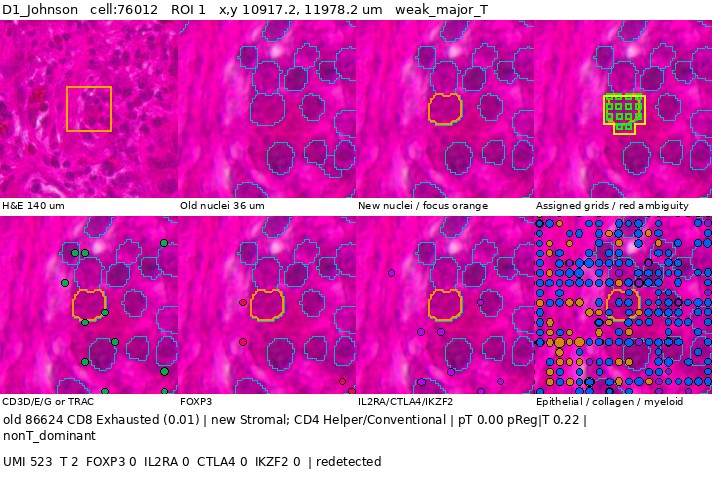 D1_Johnson   cell:76012   ROI 1   x,y 10917.2, 11978.2 um   weak_major_T
H&E 140 um
Old nuclei 36 um
New nuclei / focus orange
Assigned grids / red ambiguity
CD3D/E/G or TRAC
FOXP3
IL2RA/CTLA4/IKZF2
Epithelial / collagen / myeloid
old 86624 CD8 Exhausted (0.01) | new Stromal; CD4 Helper/Conventional | pT 0.00 pReg|T 0.22 |
nonT_dominant
UMI 523  T 2  FOXP3 0  IL2RA 0  CTLA4 0  IKZF2 0  | redetected